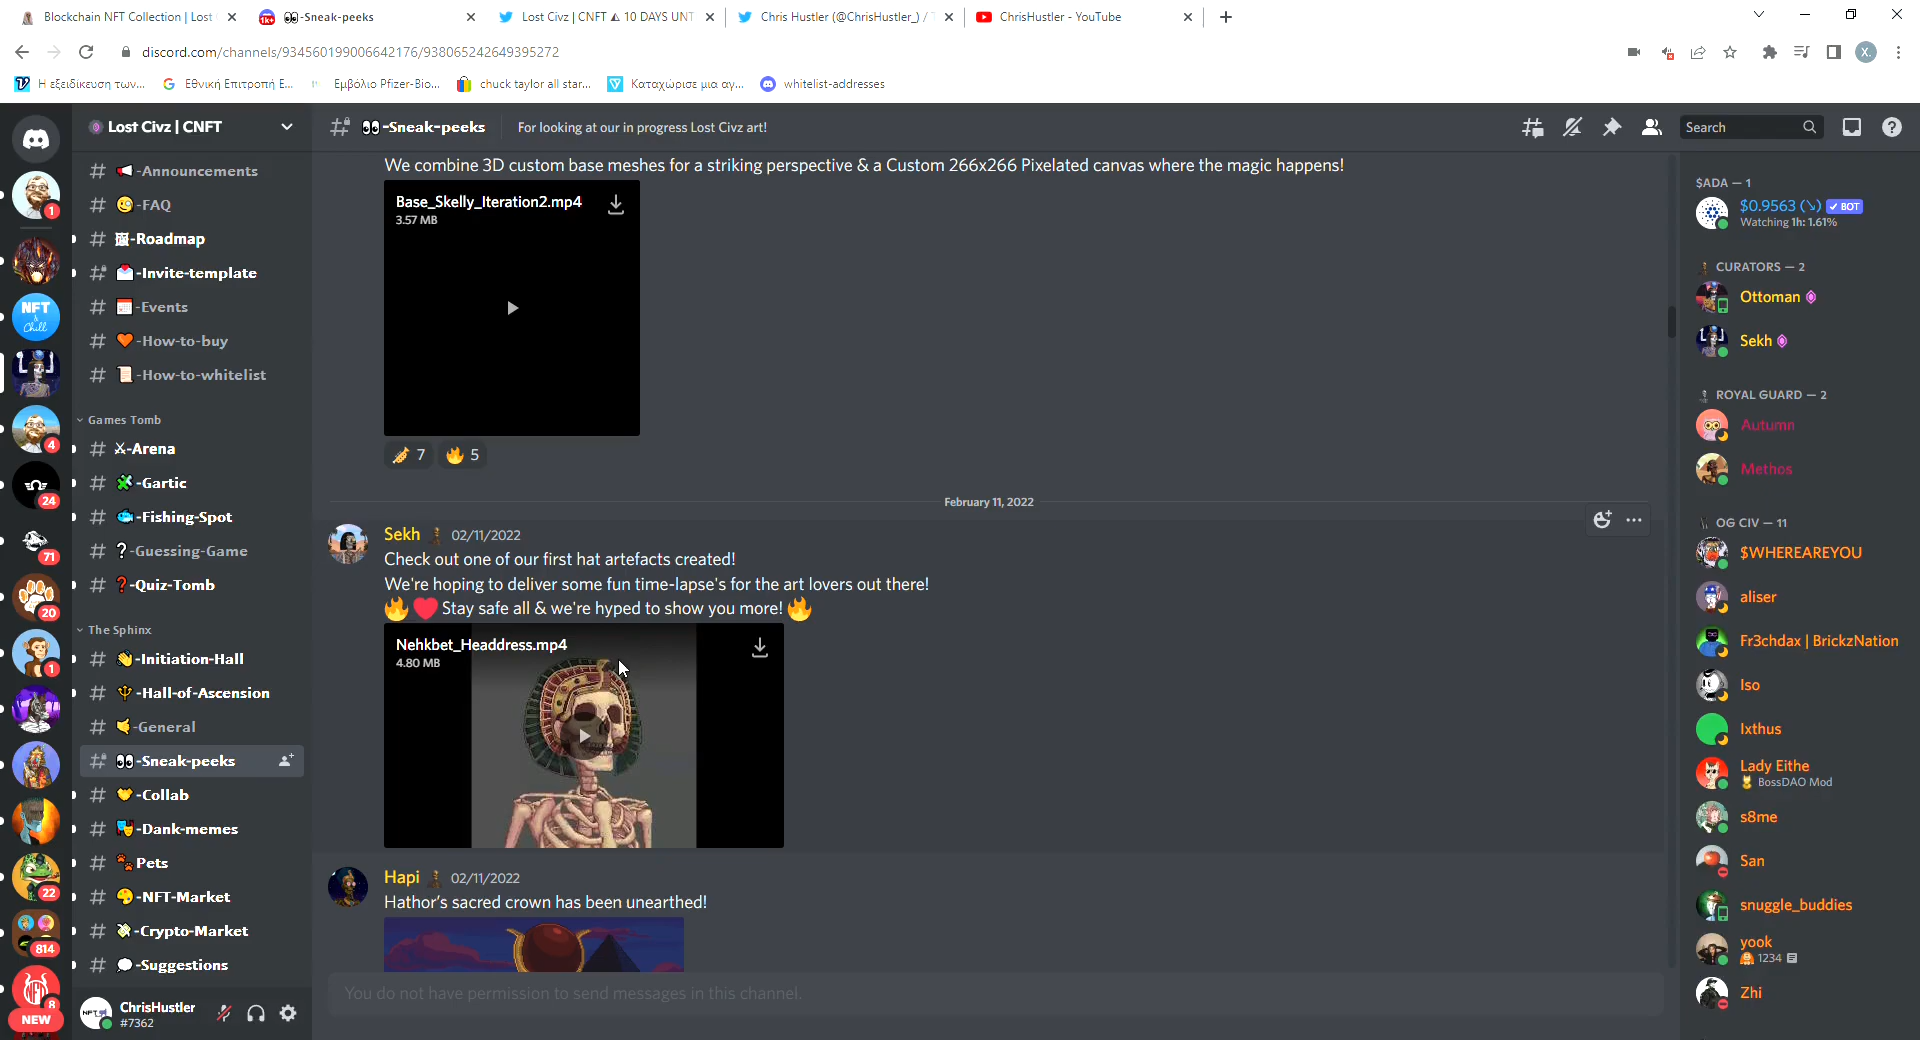 Blockchain NFT Collection | Lost
-Sneak-peeks
Lost Civz | CNFT ◭ 10 DAYS UNT
Chris Hustler (@ChrisHustler_) / T
ChrisHustler - YouTube
discord.com/channels/934560199006642176/938065242649395272
Η εξειδίκευση των...
Εθνική Επιτροπή Ε...
Εμβόλιο Pfizer-Bio...
chuck taylor all star...
Καταχώρισε μια αγ...
whitelist-addresses
Lost Civz | CNFT
-Sneak-peeks
For looking at our in progress Lost Civz art!
Search
-Announcements
-FAQ
-Roadmap
-Invite-template
-Events
-How-to-buy
-How-to-whitelist
Games Tomb
-Arena
-Gartic
-Fishing-Spot
-Guessing-Game
-Quiz-Tomb
The Sphinx
-Initiation-Hall
-Hall-of-Ascension
-General
-Sneak-peeks
-Collab
-Dank-memes
Pets
-NFT-Market
-Crypto-Market
-Suggestions
ChrisHustler
#7362
1
NFT
&
Chill
4
24
71
20
1
22
814
8
NEW
We combine 3D custom base meshes for a striking perspective & a Custom 266x266 Pixelated canvas where the magic happens!
Base_Skelly_Iteration2.mp4
3.57 MB
7
5
February 11, 2022
Sekh 02/11/2022
Check out one of our first hat artefacts created!
We're hoping to deliver some fun time-lapse's for the art lovers out there!
Stay safe all & we're hyped to show you more!
Nehkbet_Headdress.mp4
4.80 MB
Hapi 02/11/2022
Hathor's sacred crown has been unearthed!
You do not have permission to send messages in this channel.
$ADA — 1
$0.9563 (↘) BOT
Watching 1h: 1.61%
CURATORS — 2
Ottoman
Sekh
ROYAL GUARD — 2
Autumn
Methos
OG CIV — 11
$WHEREAREYOU
aliser
Fr3chdax | BrickzNation
Iso
Ixthus
Lady Eithe
BossDAO Mod
s8me
San
snuggle_buddies
yook
1234
Zhi